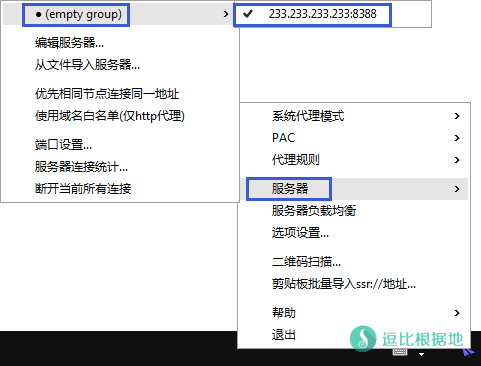 ● (empty group)
233.233.233.233:8388
编辑服务器...
从文件导入服务器...
优先相同节点连接同一地址
使用域名白名单(仅http代理)
端口设置...
服务器连接统计...
断开当前所有连接
系统代理模式
PAC
代理规则
服务器
服务器负载均衡
选项设置...
二维码扫描...
剪贴板批量导入ssr://地址...
帮助
退出
逗比根据地